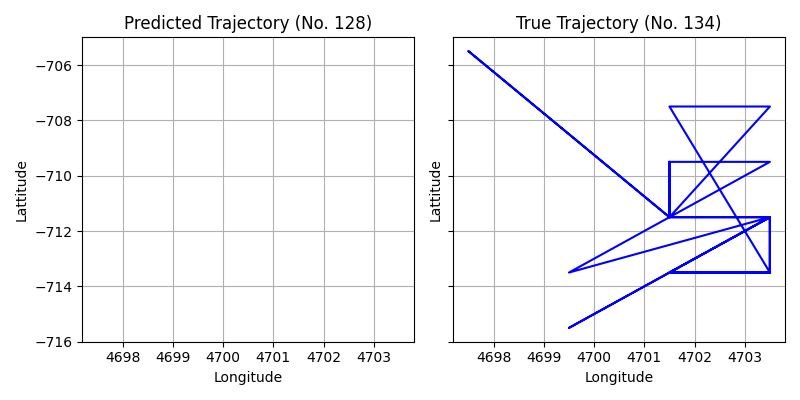 Predicted Trajectory (No. 128)
True Trajectory (No. 134)
Lattitude
−706
−708
−710
−712
−714
−716
4698 4699 4700 4701 4702 4703
Longitude
Lattitude
4698 4699 4700 4701 4702 4703
Longitude